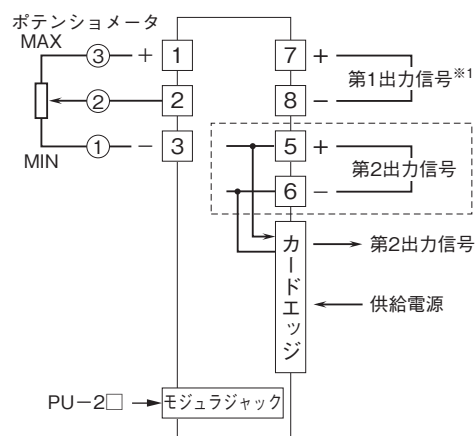 ポテンショメータ
MAX
③ + 1
② 2
① - 3
MIN
7 +
8 -
第1出力信号※1
5 +
6 -
第2出力信号
カードエッジ
第2出力信号
供給電源
PU-2□
モジュラジャック